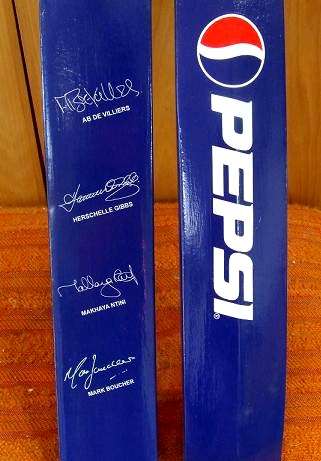 AB DE VILLIERS
HERSCHELLE GIBBS
MAKHAYA NTINI
MARK BOUCHER
PEPSI®